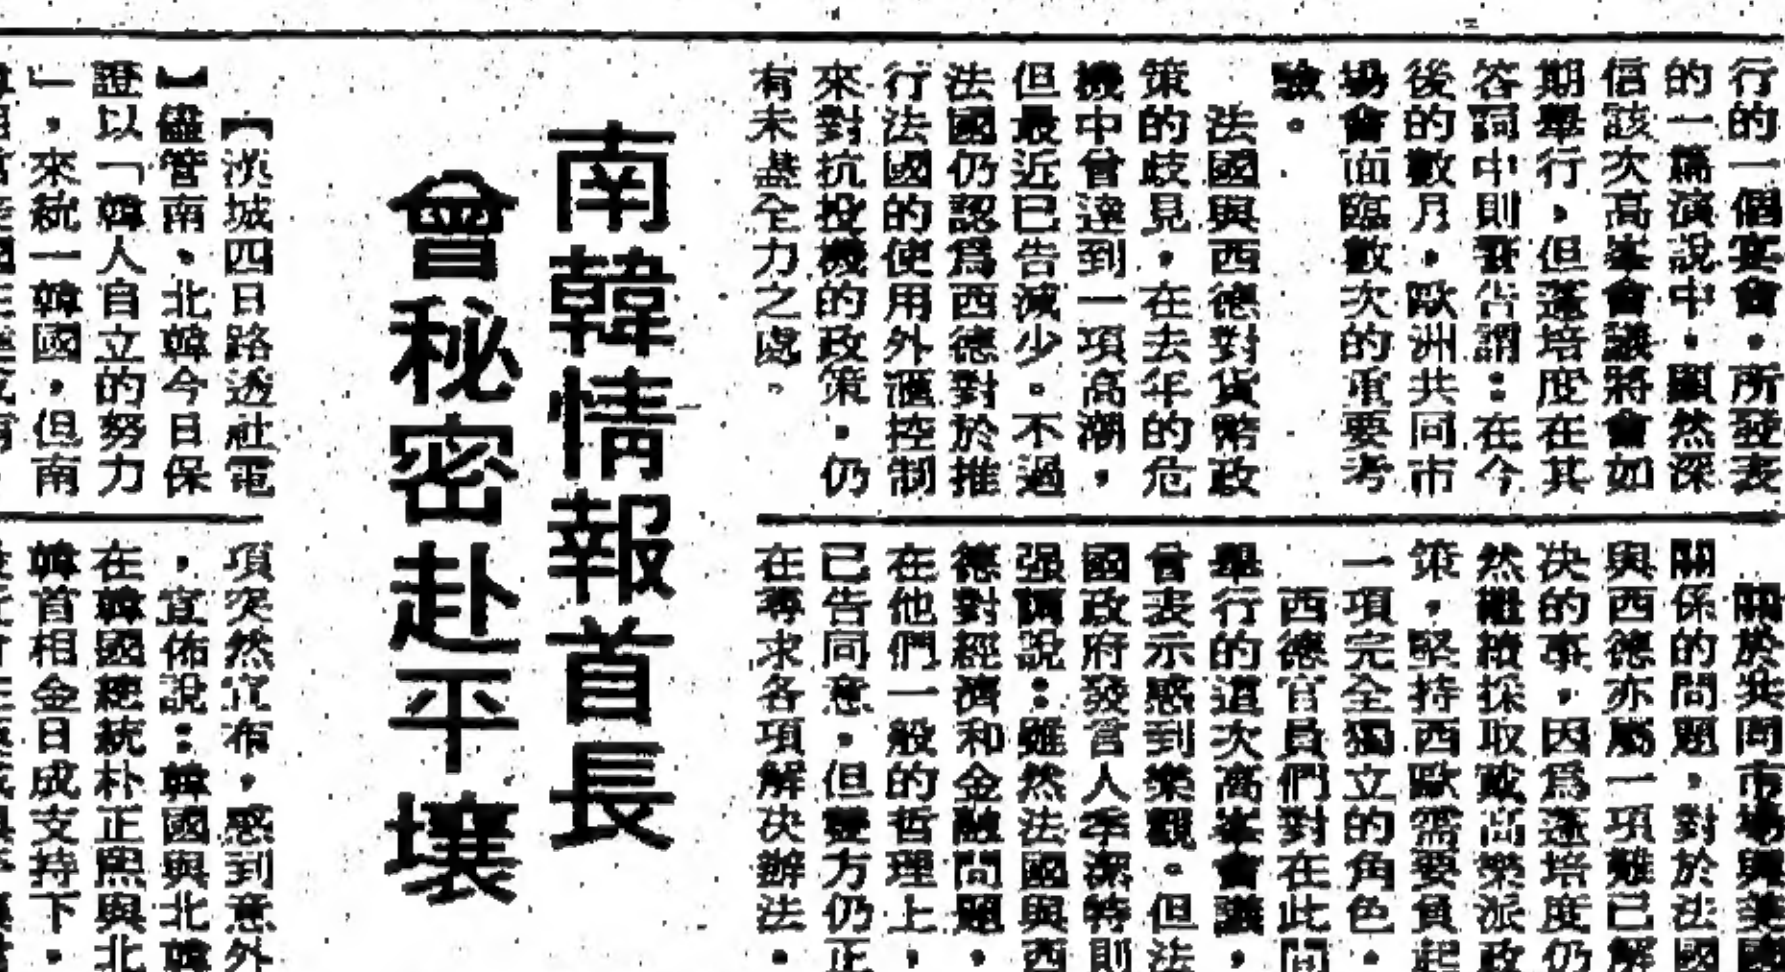 行的一個宴會，所發表
的一篇演說中，顯然深
信該次高峯會議將會如
期舉行，但蓬培度在其
答詞中則警告謂：在今
後的數月，歐洲共同市
場會面臨數次的重要考
驗。
法國與西德對貨幣政
策的歧見，在去年的危
機中曾達到一項高潮，
但最近已告減少。不過
法國仍認爲西德對於推
行法國的使用外滙控制
來對抗投機的政策，仍
有未盡全力之處。
關於共同市場與美國
關係的問題，對於法國
與西德亦屬一項難已解
决的事，因爲蓬培度仍
然繼續採取戴高樂派政
策，堅持西歐需要負起
一項完全獨立的角色。
西德官員們對在此間
舉行的這次高峯會議，
曾表示感到樂觀。但法
國政府發言人季潔特則
强調說：雖然法國與西
德對經濟和金融問題，
在他們一般的哲理上，
已告同意，但雙方仍正
在尋求各項解决辦法。
南韓情報首長
曾秘密赴平壤
【漢城四日路透社電
】儘管南、北韓今日保
證以「韓人自立的努力
」，來統一韓國，但南
項突然宣布，感到意外
，宣佈說：韓國與北韓
在韓國總統朴正熙與北
韓首相金日成支持下，